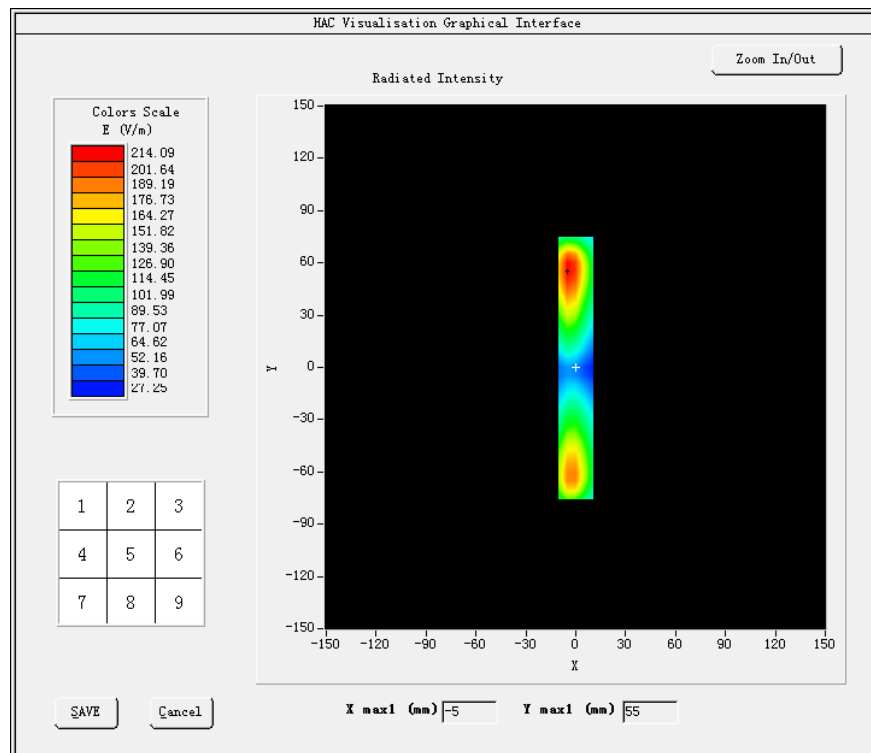 HAC Visualisation Graphical Interface
Zoom In/Out
Radiated Intensity
Colors Scale
E (V/m)
214.09
201.64
189.19
176.73
164.27
151.82
139.36
126.90
114.45
101.99
89.53
77.07
64.62
52.16
39.70
27.25
150
120
90
60
30
0
-30
-60
-90
-120
-150
Y
-150 -120 -90 -60 -30 0 30 60 90 120 150
X
1 2 3
4 5 6
7 8 9
SAVE Cancel
X max1 (mm) -5 Y max1 (mm) 55